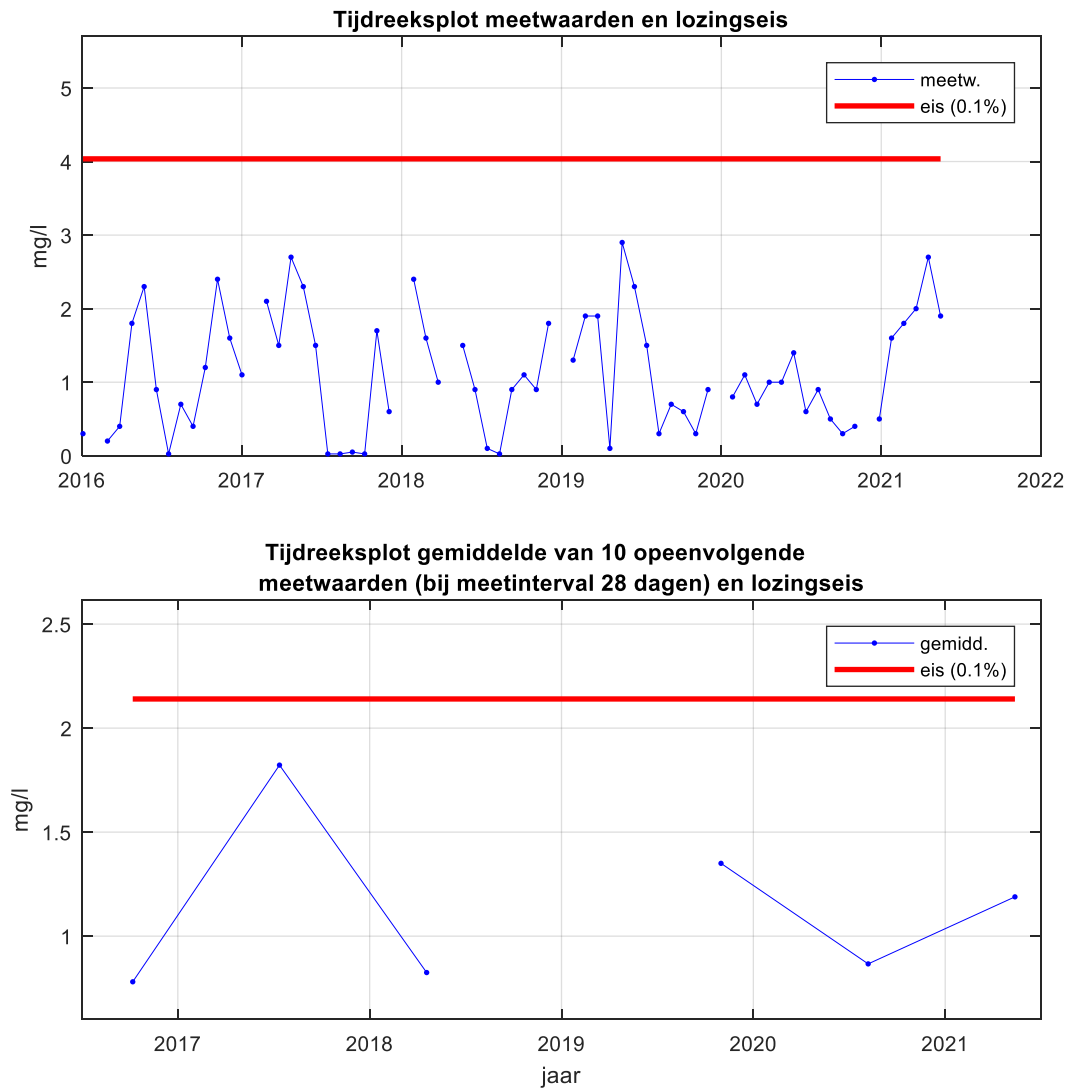 Tijdreeksplot meetwaarden en lozingseis
5
4
3
2
1
0
mg/l
meetw.
eis (0.1%)
2016 2017 2018 2019 2020 2021 2022
Tijdreeksplot gemiddelde van 10 opeenvolgende
meetwaarden (bij meetinterval 28 dagen) en lozingseis
2.5
2
1.5
1
mg/l
gemidd.
eis (0.1%)
2017 2018 2019 2020 2021
jaar